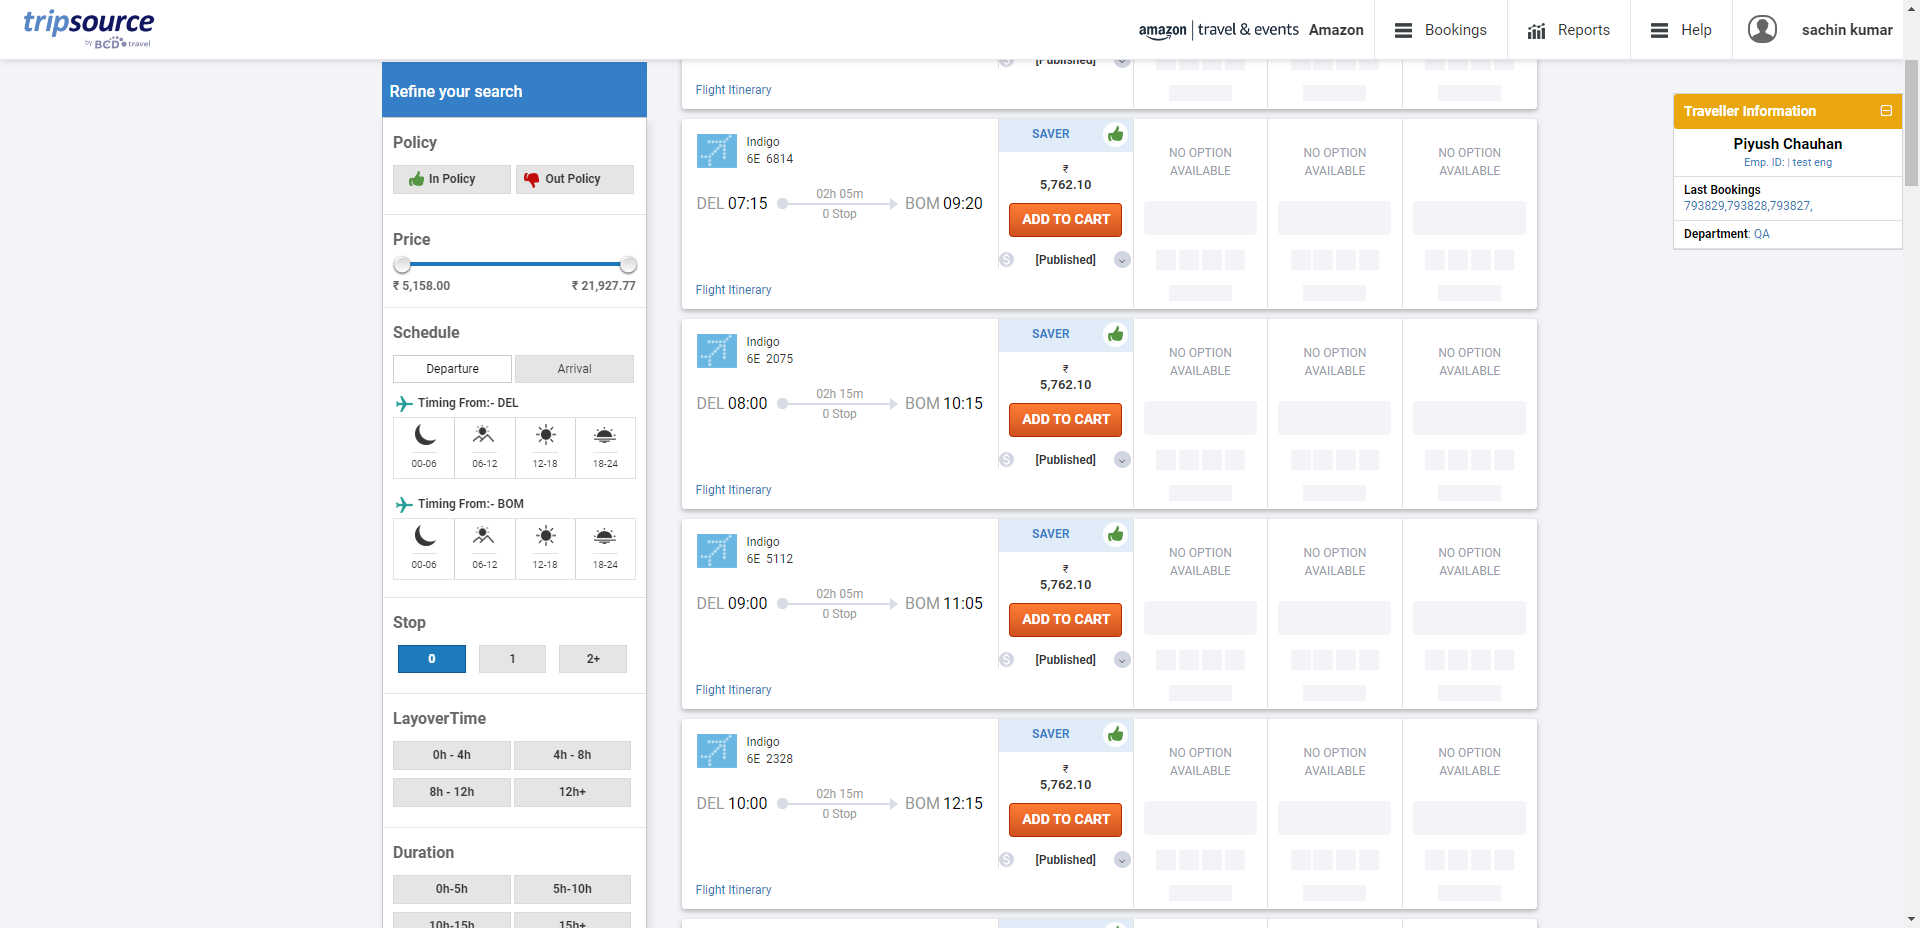 tripsource
by BCD travel
amazon | travel & events Amazon
Bookings
Reports
Help
sachin kumar
Refine your search
Policy
In Policy
Out Policy
Price
₹ 5,158.00
₹ 21,927.77
Schedule
Departure
Arrival
Timing From:- DEL
00-06
06-12
12-18
18-24
Timing From:- BOM
00-06
06-12
12-18
18-24
Stop
0
1
2+
LayoverTime
0h - 4h
4h - 8h
8h - 12h
12h+
Duration
0h-5h
5h-10h
10h-15h
15h+
[Published]
Flight Itinerary
Indigo
6E 6814
DEL 07:15
02h 05m
0 Stop
BOM 09:20
Flight Itinerary
SAVER
₹
5,762.10
ADD TO CART
[Published]
NO OPTION
AVAILABLE
NO OPTION
AVAILABLE
NO OPTION
AVAILABLE
Indigo
6E 2075
DEL 08:00
02h 15m
0 Stop
BOM 10:15
Flight Itinerary
SAVER
₹
5,762.10
ADD TO CART
[Published]
NO OPTION
AVAILABLE
NO OPTION
AVAILABLE
NO OPTION
AVAILABLE
Indigo
6E 5112
DEL 09:00
02h 05m
0 Stop
BOM 11:05
Flight Itinerary
SAVER
₹
5,762.10
ADD TO CART
[Published]
NO OPTION
AVAILABLE
NO OPTION
AVAILABLE
NO OPTION
AVAILABLE
Indigo
6E 2328
DEL 10:00
02h 15m
0 Stop
BOM 12:15
Flight Itinerary
SAVER
₹
5,762.10
ADD TO CART
[Published]
NO OPTION
AVAILABLE
NO OPTION
AVAILABLE
NO OPTION
AVAILABLE
Traveller Information
Piyush Chauhan
Emp. ID: | test eng
Last Bookings
793829,793828,793827,
Department: QA